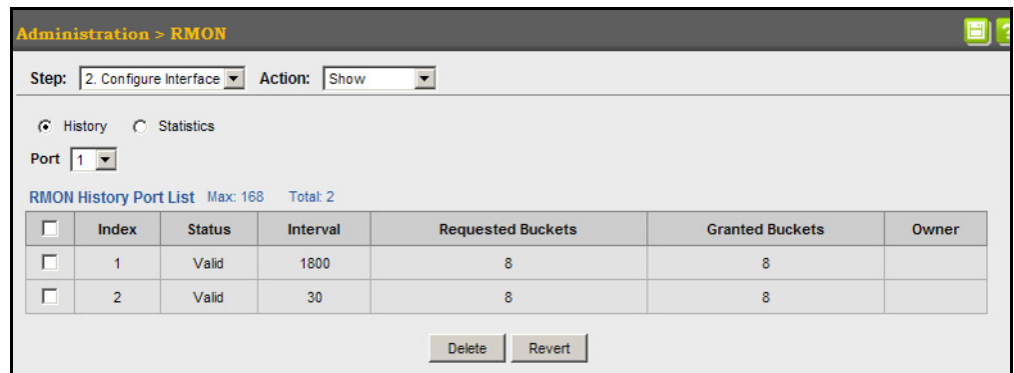 Administration > RMON
?
Step: 2. Configure Interface Action: Show
History Statistics
Port 1
RMON History Port List Max: 168 Total: 2
Index Status Interval Requested Buckets Granted Buckets Owner
1 Valid 1800 8 8
2 Valid 30 8 8
Delete Revert